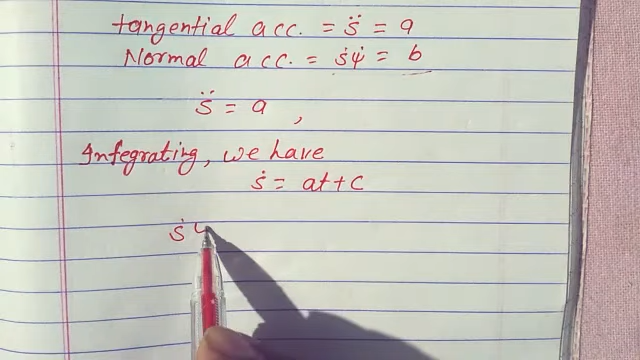 tangential acc. = s̈ = a
Normal acc. = ṡψ̇ = b
s̈ = a ,
Integrating, we have
ṡ = at + c
ṡ